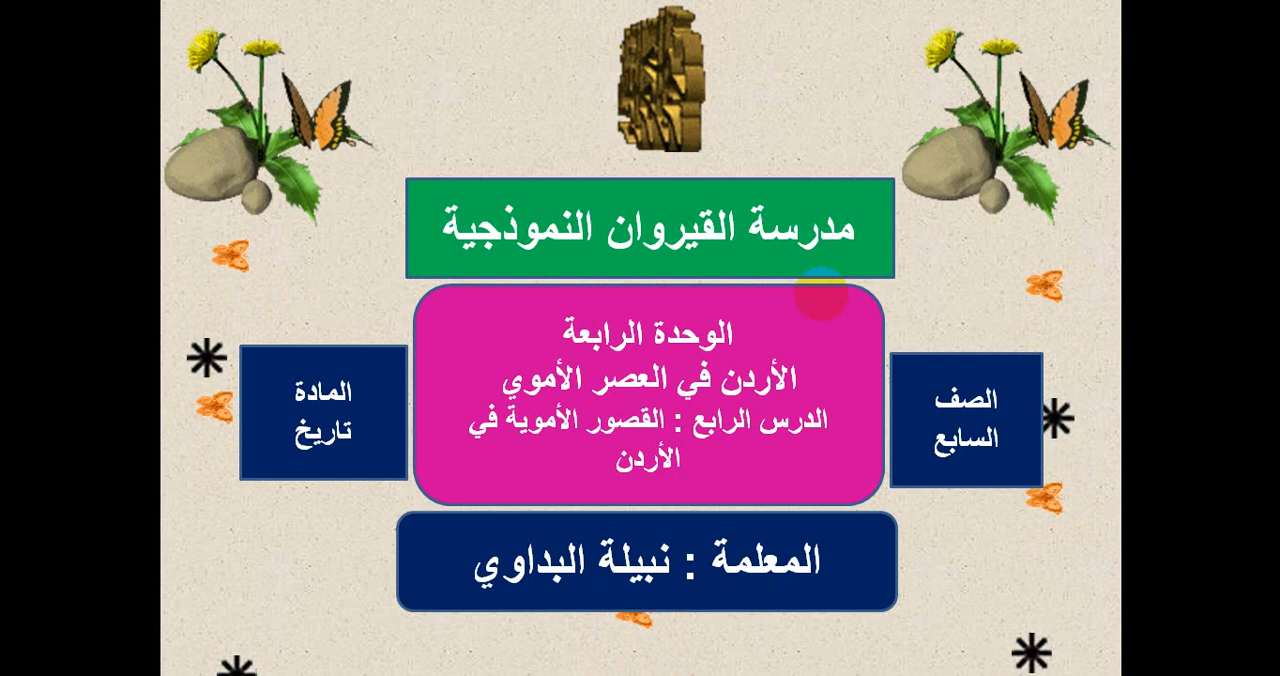 مدرسة القيروان النموذجية
الوحدة الرابعة
الأردن في العصر الأموي
الدرس الرابع : القصور الأموية في
الأردن
الصف
السابع
المادة
تاريخ
المعلمة : نبيلة البداوي